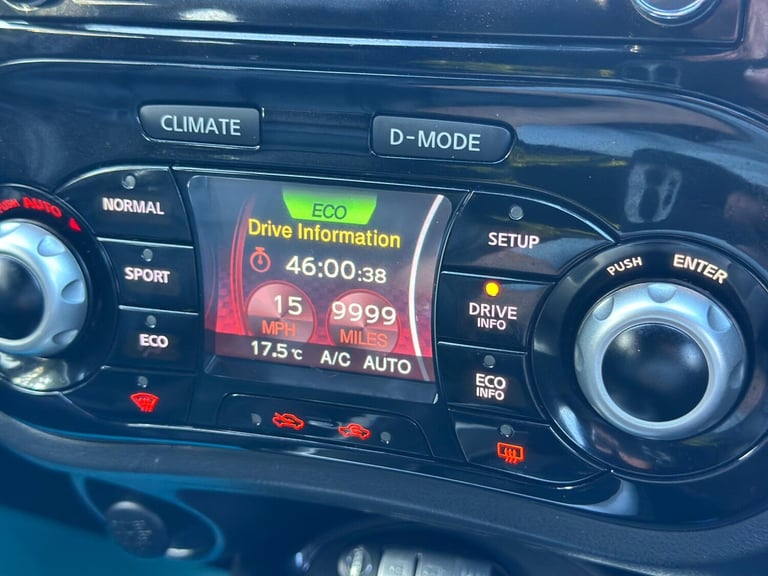 CLIMATE
D-MODE
AUTO
NORMAL
SPORT
ECO
ECO
Drive Information
46:00:38
15
MPH
9999
MILES
17.5℃ A/C AUTO
SETUP
DRIVE
INFO
ECO
INFO
PUSH ENTER